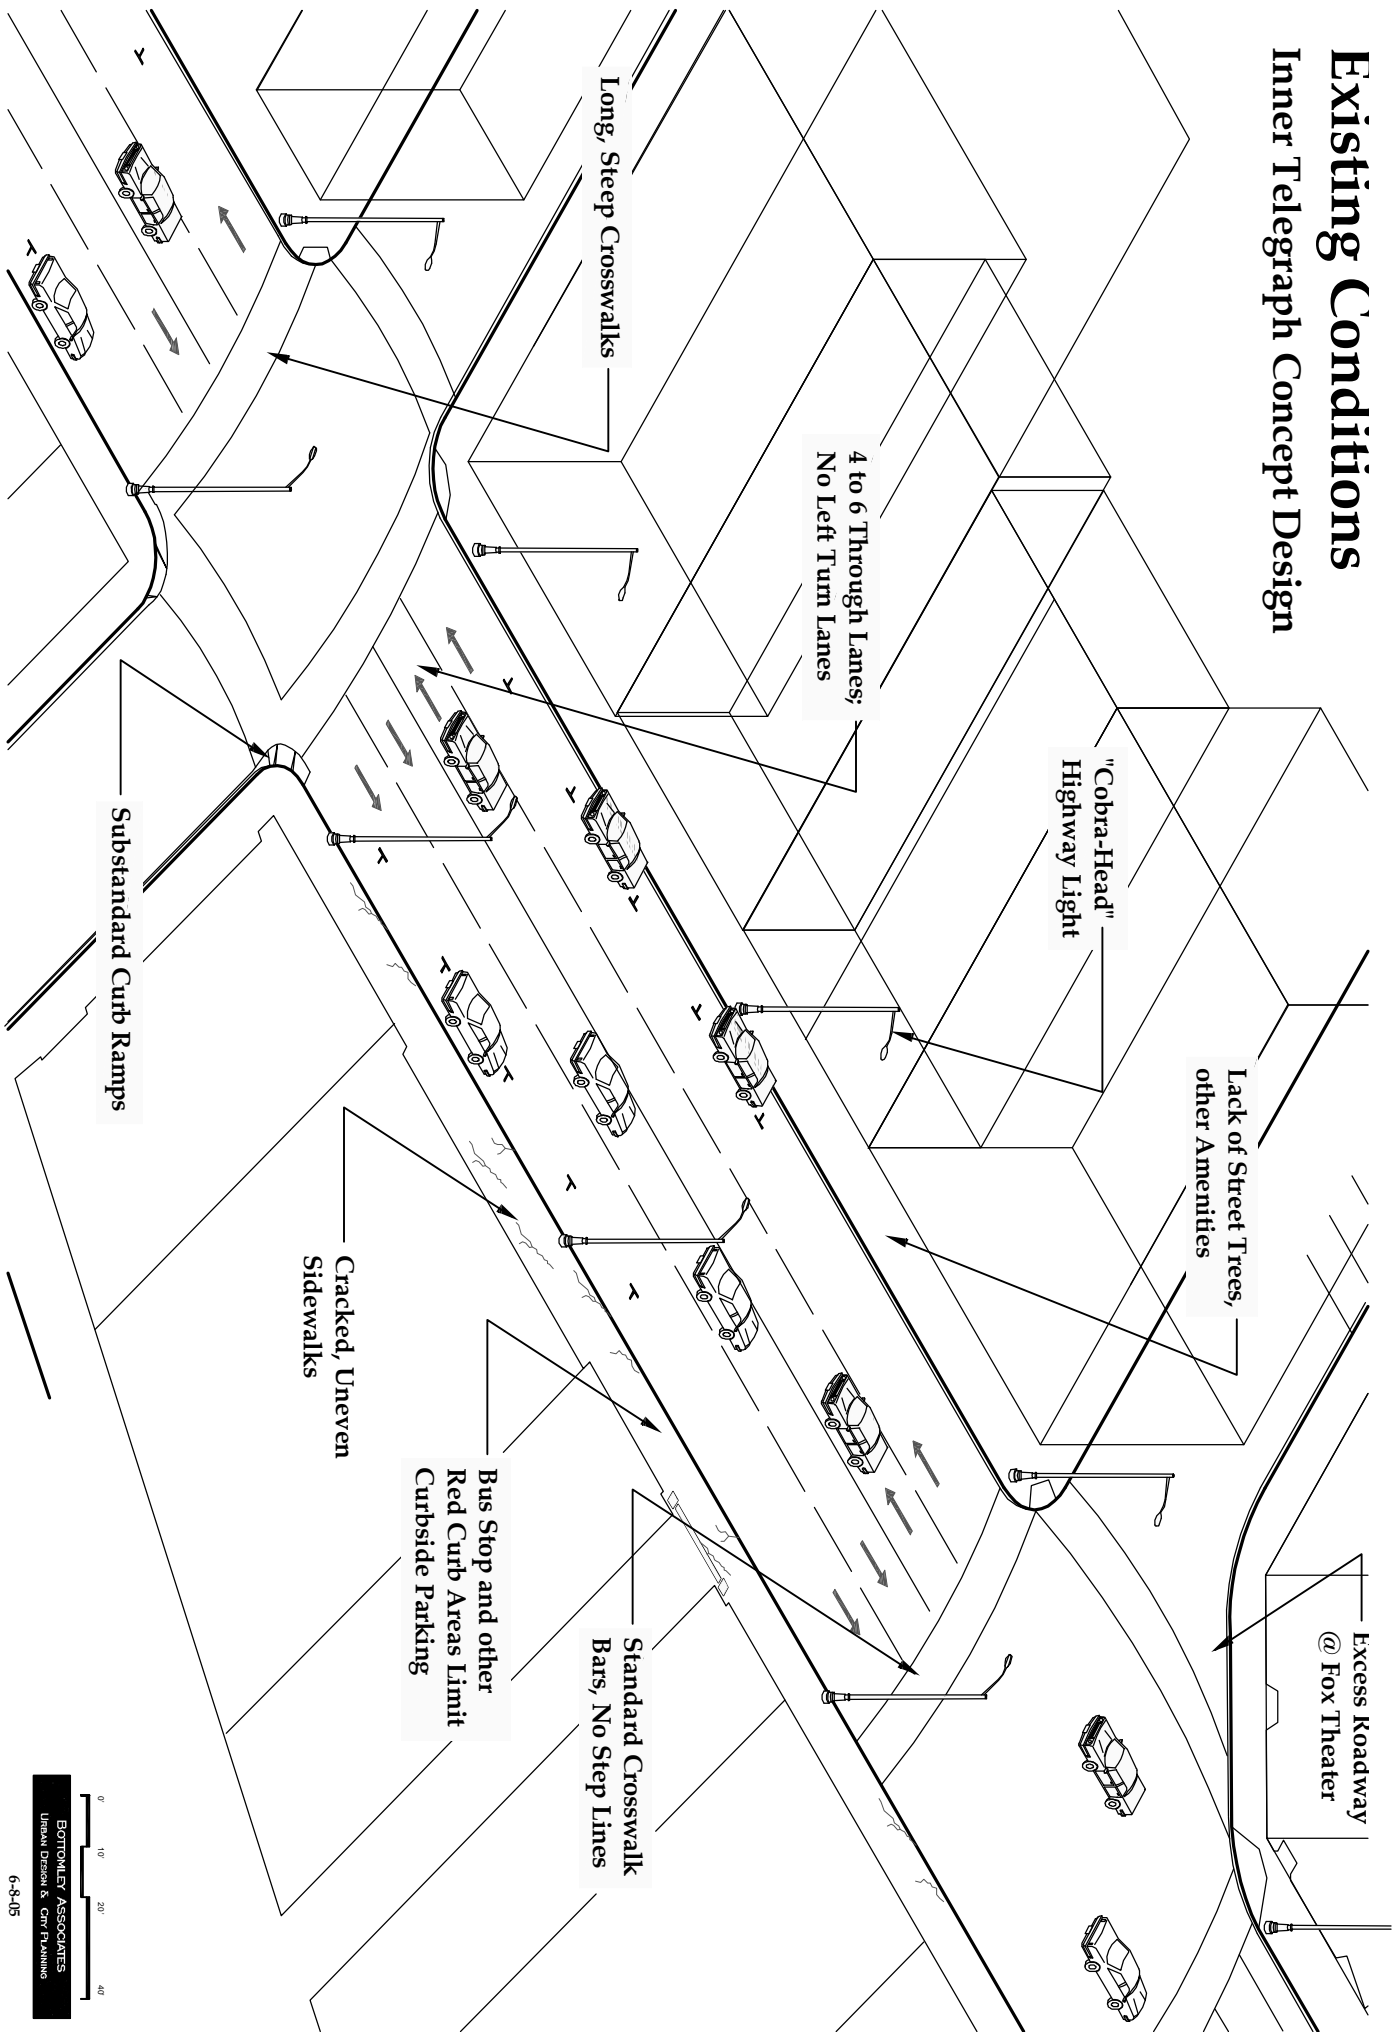 Existing Conditions
Inner Telegraph Concept Design
Long, Steep Crosswalks
4 to 6 Through Lanes;
No Left Turn Lanes
"Cobra-Head"
Highway Light
Lack of Street Trees,
other Amenities
Excess Roadway
@ Fox Theater
Substandard Curb Ramps
Cracked, Uneven
Sidewalks
Bus Stop and other
Red Curb Areas Limit
Curbside Parking
Standard Crosswalk
Bars, No Step Lines
0' 10' 20' 40'
BOTTOMLEY ASSOCIATES
URBAN DESIGN & CITY PLANNING
6-8-05